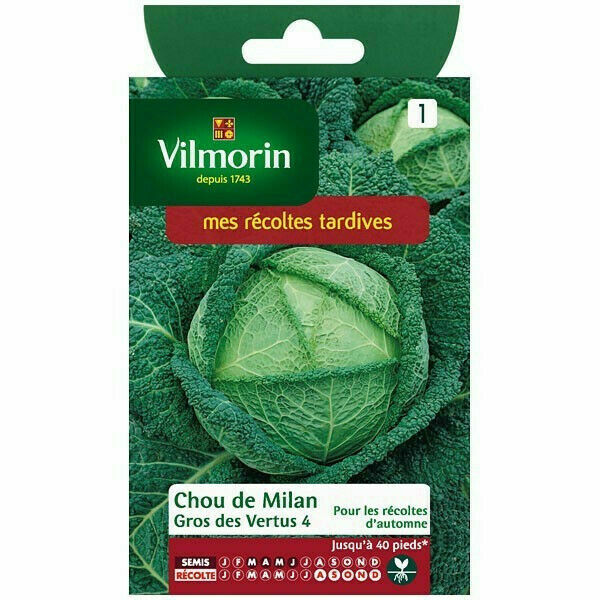 1
Vilmorin
depuis 1743
mes récoltes tardives
Chou de Milan
Gros des Vertus 4
Pour les récoltes
d'automne
Jusqu'à 40 pieds*
SEMIS J F M A M J J A S O N D
RÉCOLTE J F M A M J J A S O N D